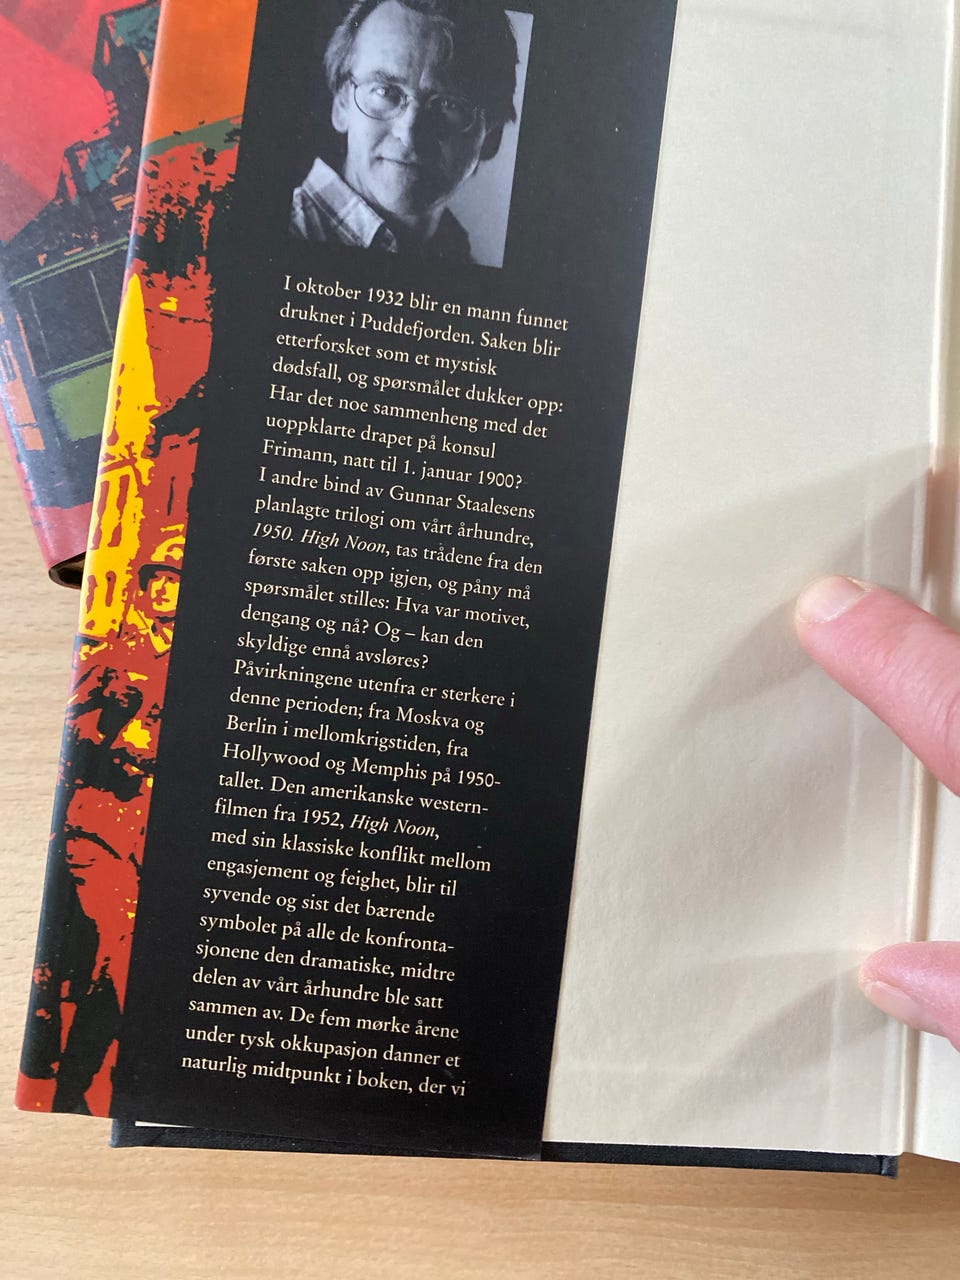 I oktober 1932 blir en mann funnet
druknet i Puddefjorden. Saken blir
etterforsket som et mystisk
dødsfall, og spørsmålet dukker opp:
Har det noe sammenheng med det
uoppklarte drapet på konsul
Frimann, natt til 1. januar 1900?
I andre bind av Gunnar Staalesens
planlagte trilogi om vårt århundre,
1950. High Noon, tas trådene fra den
første saken opp igjen, og påny må
spørsmålet stilles: Hva var motivet,
dengang og nå? Og – kan den
skyldige ennå avsløres?
Påvirkningene utenfra er sterkere i
denne perioden; fra Moskva og
Berlin i mellomkrigstiden, fra
Hollywood og Memphis på 1950-
tallet. Den amerikanske western-
filmen fra 1952, High Noon,
med sin klassiske konflikt mellom
engasjement og feighet, blir til
syvende og sist det bærende
symbolet på alle de konfronta-
sjonene den dramatiske, midtre
delen av vårt århundre ble satt
sammen av. De fem mørke årene
under tysk okkupasjon danner et
naturlig midtpunkt i boken, der vi